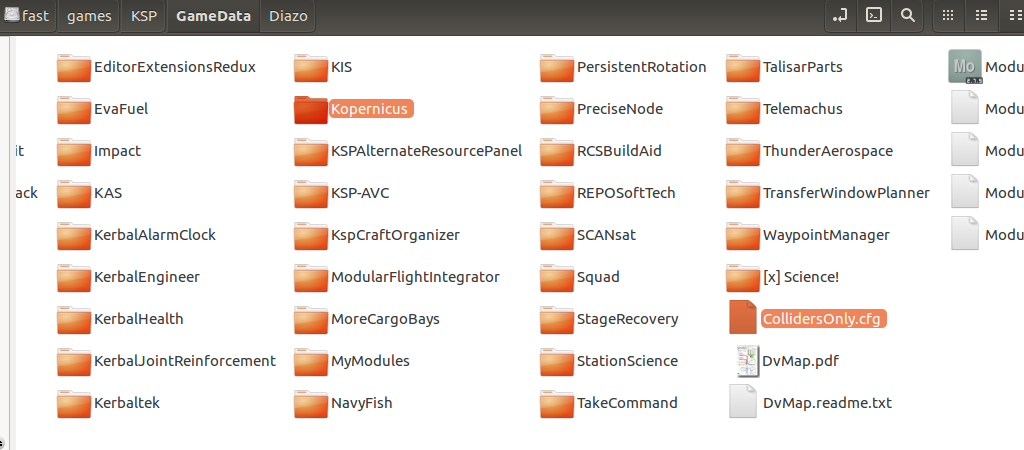 fast games KSP GameData Diazo
EditorExtensionsRedux KIS PersistentRotation TalisarParts Mo Modu
EvaFuel Kopernicus PreciseNode Telemachus Modu
it Impact KSPAlternateResourcePanel RCSBuildAid ThunderAerospace Modu
ack KAS KSP-AVC REPOSoftTech TransferWindowPlanner Modu
KerbalAlarmClock KspCraftOrganizer SCANsat WaypointManager Modu
KerbalEngineer ModularFlightIntegrator Squad [x] Science!
KerbalHealth MoreCargoBays StageRecovery CollidersOnly.cfg
KerbalJointReinforcement MyModules StationScience DvMap.pdf
Kerbaltek NavyFish TakeCommand DvMap.readme.txt